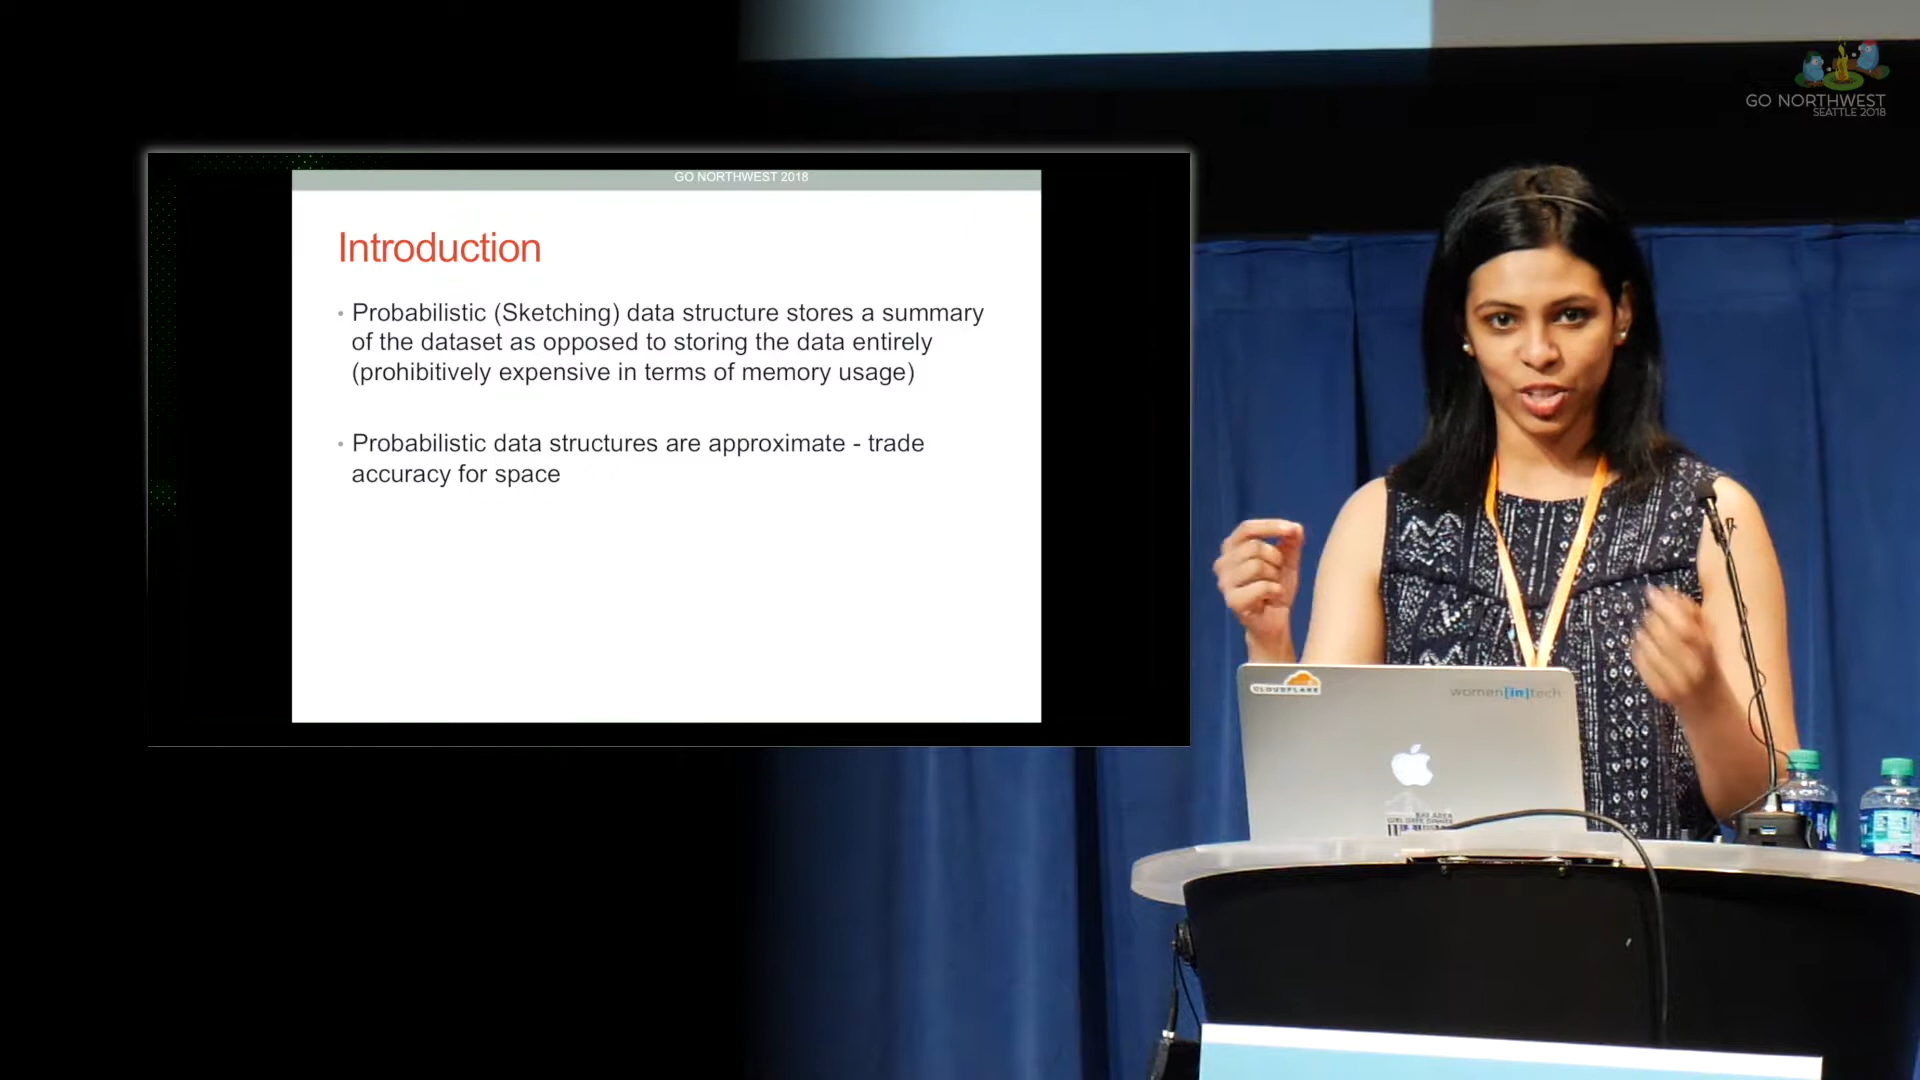 GO NORTHWEST
SEATTLE 2018
GO NORTHWEST 2018
Introduction
• Probabilistic (Sketching) data structure stores a summary
of the dataset as opposed to storing the data entirely
(prohibitively expensive in terms of memory usage)
• Probabilistic data structures are approximate - trade
accuracy for space
CLOUDFLARE
women[in]tech